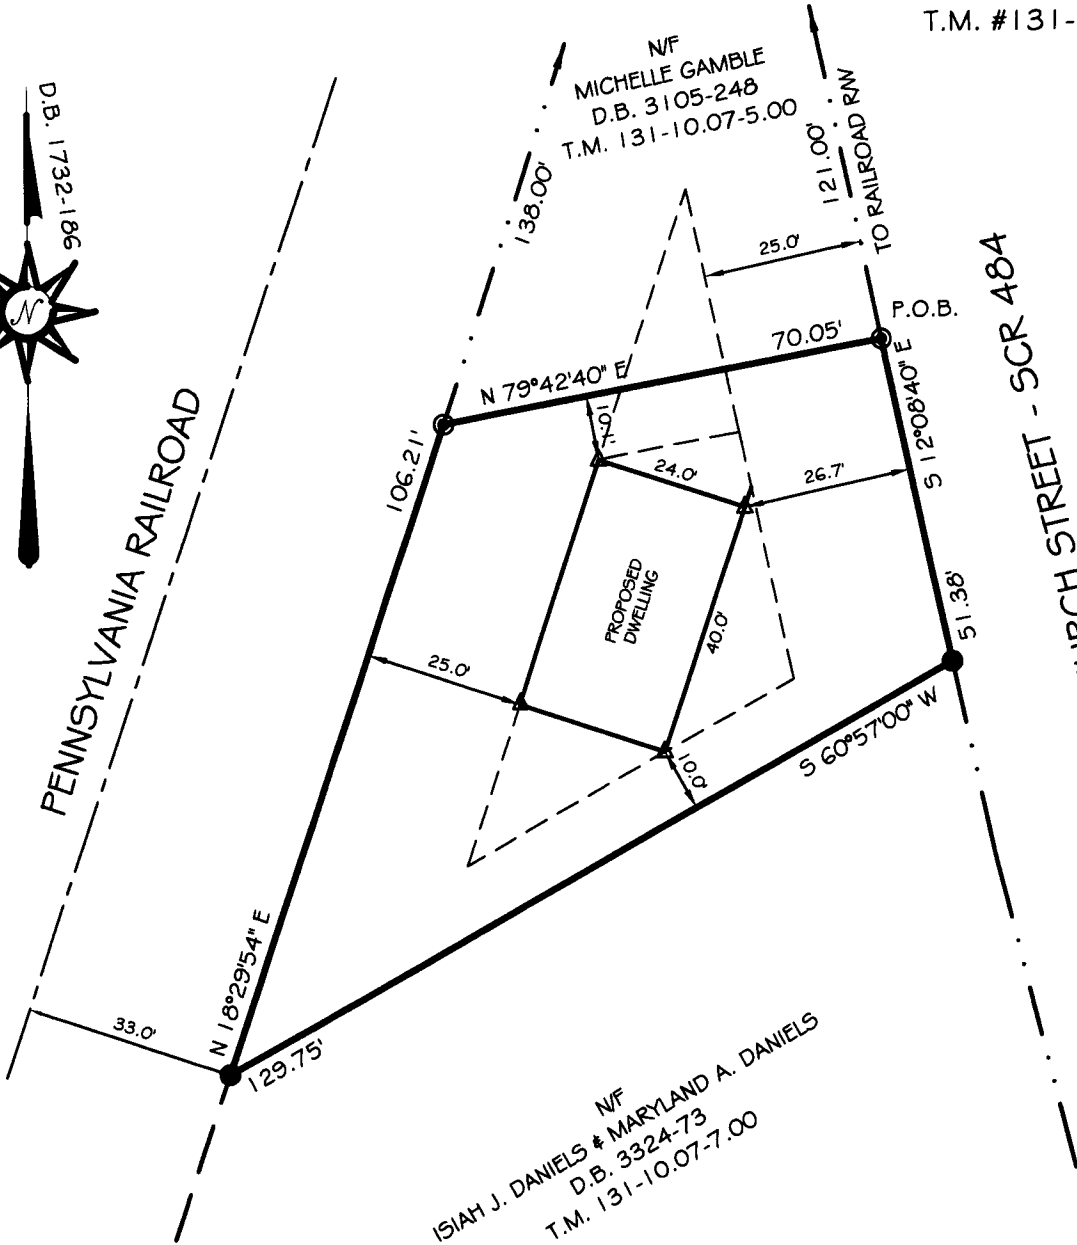 T.M. #131-
N/F
MICHELLE GAMBLE
D.B. 3105-248
T.M. 131-10.07-5.00
D.B. 1732-186
N
138.00'
121.00'
TO RAILROAD R/W
25.0'
P.O.B.
STREET - SCR 484
PENNSYLVANIA RAILROAD
N 79°42'40" E
70.05'
S 12°08'40" E
51.38'
106.21'
24.0'
26.7'
PROPOSED
DWELLING
40.0'
25.0'
10.0'
S 60°57'00" W
N 18°29'54" E
33.0'
129.75'
N/F
ISIAH J. DANIELS & MARYLAND A. DANIELS
D.B. 3324-73
T.M. 131-10.07-7.00